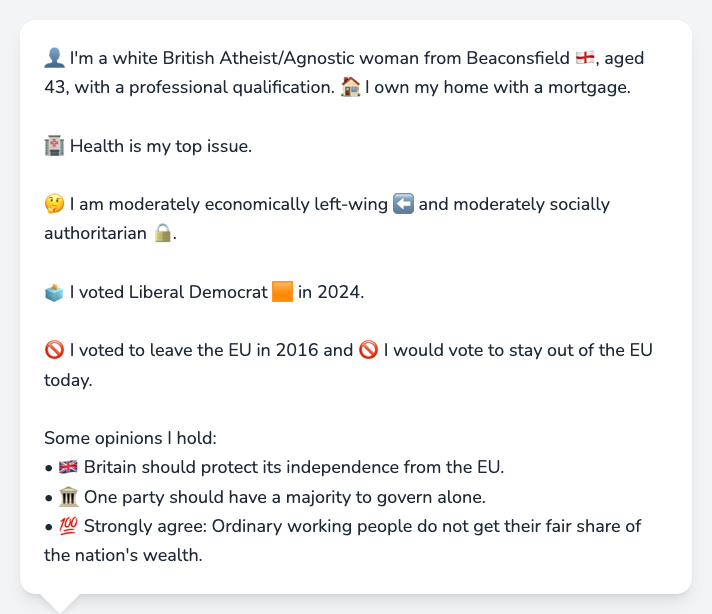 👤 I'm a white British Atheist/Agnostic woman from Beaconsfield 🏴󠁧󠁢󠁥󠁮󠁧󠁿, aged
43, with a professional qualification. 🏠 I own my home with a mortgage.
🏥 Health is my top issue.
🤔 I am moderately economically left-wing ⬅️ and moderately socially
authoritarian 🔒.
🗳️ I voted Liberal Democrat 🟧 in 2024.
🚫 I voted to leave the EU in 2016 and 🚫 I would vote to stay out of the EU
today.
Some opinions I hold:
• 🇬🇧 Britain should protect its independence from the EU.
• 🏛️ One party should have a majority to govern alone.
• 💯 Strongly agree: Ordinary working people do not get their fair share of
the nation's wealth.